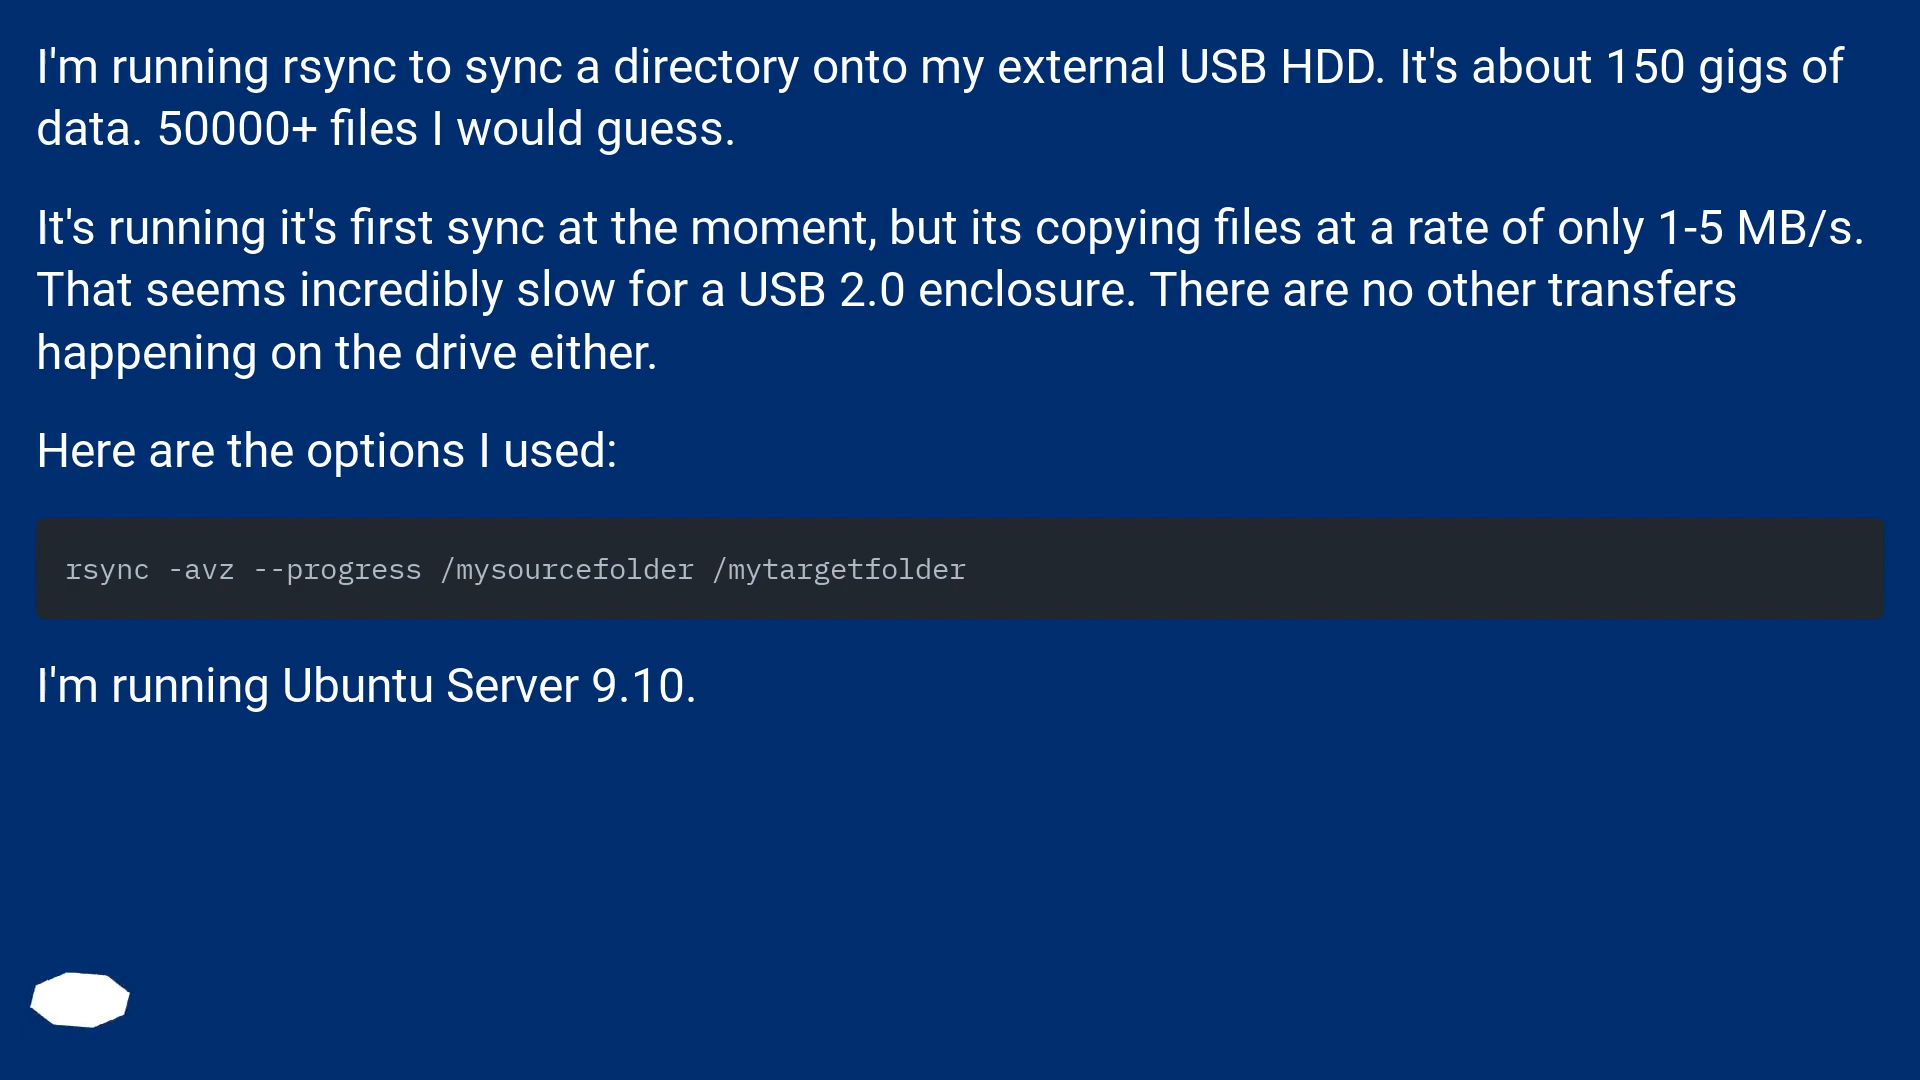 I'm running rsync to sync a directory onto my external USB HDD. It's about 150 gigs of
data. 50000+ files I would guess.
It's running it's first sync at the moment, but its copying files at a rate of only 1-5 MB/s.
That seems incredibly slow for a USB 2.0 enclosure. There are no other transfers
happening on the drive either.
Here are the options I used:
rsync -avz --progress /mysourcefolder /mytargetfolder
I'm running Ubuntu Server 9.10.